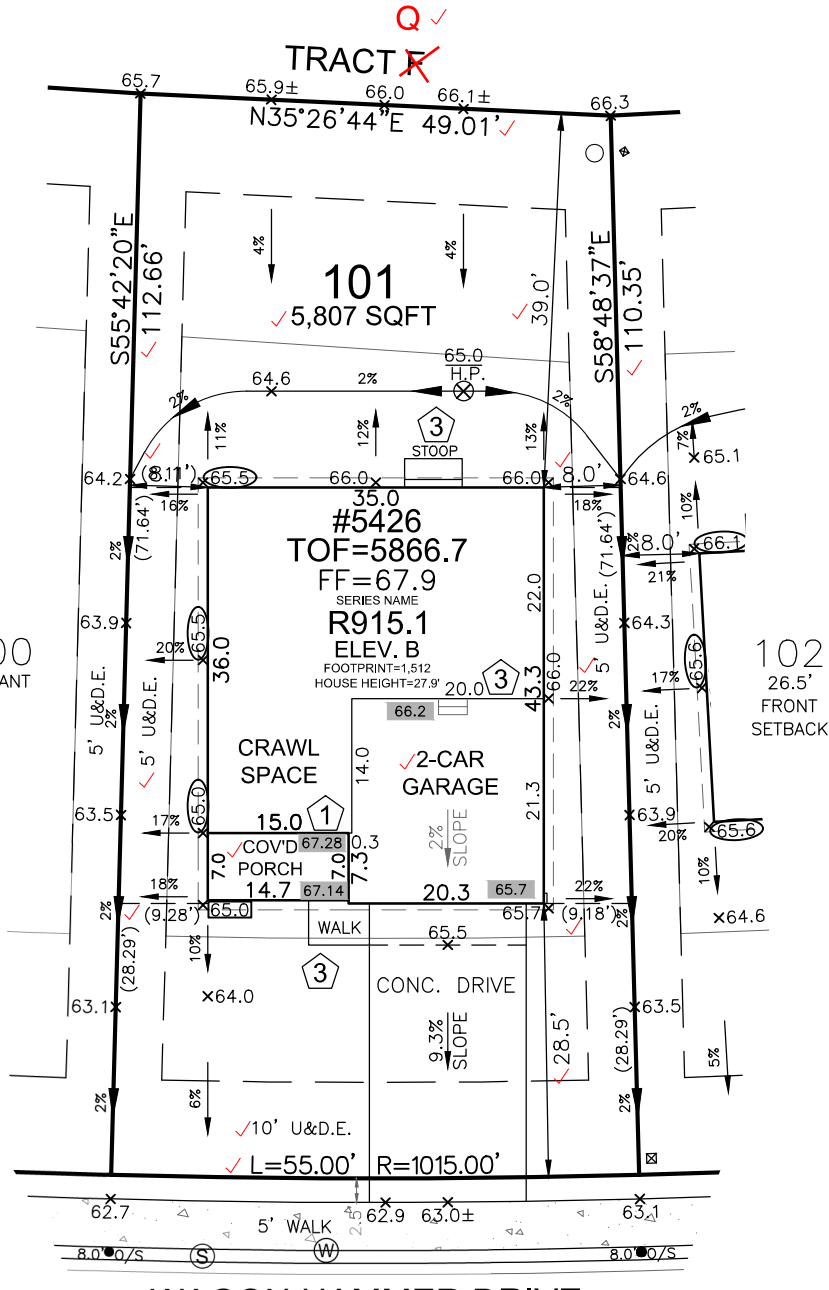 Q
TRACT F
65.7
65.9±
66.0
66.1±
66.3
N35°26'44"E 49.01'
S55°42'20"E
112.66'
S58°48'37"E
110.35'
4%
4%
39.0'
101
5,807 SQFT
65.0
H.P.
64.6
2%
2%
2%
2%
11%
12%
13%
7%
65.1
3
STOOP
64.2
(8.11')
65.5
66.0
66.0
8.0'
64.6
16%
35.0
18%
10%
2%
(71.64')
#5426
TOF=5866.7
FF=67.9
SERIES NAME
R915.1
ELEV. B
FOOTPRINT=1,512
HOUSE HEIGHT=27.9'
22.0
(71.64')
2%
8.0'
66.1
21%
63.9
65.5
20%
36.0
5' U&D.E.
64.3
65.6
17%
102
26.5'
FRONT
SETBACK
00
ANT
20.0
3
43.3
66.0
22%
66.2
2%
5' U&D.E.
5' U&D.E.
2%
5' U&D.E.
CRAWL
SPACE
14.0
2-CAR
GARAGE
21.3
63.5
65.0
17%
15.0
1
2%
SLOPE
63.9
20%
65.6
7.0
COV'D
PORCH
67.28
0.3
7.0
7.3
10%
18%
14.7
67.14
20.3
65.7
22%
2%
(9.28')
65.0
65.7
(9.18')
2%
64.6
WALK
65.5
(28.29')
10%
3
CONC. DRIVE
63.1
64.0
9.3%
SLOPE
28.5'
63.5
(28.29')
5%
2%
6%
2%
10' U&D.E.
L=55.00' R=1015.00'
62.7
2.5
62.9
63.0±
63.1
5' WALK
8.0' O/S
S
W
8.0' O/S